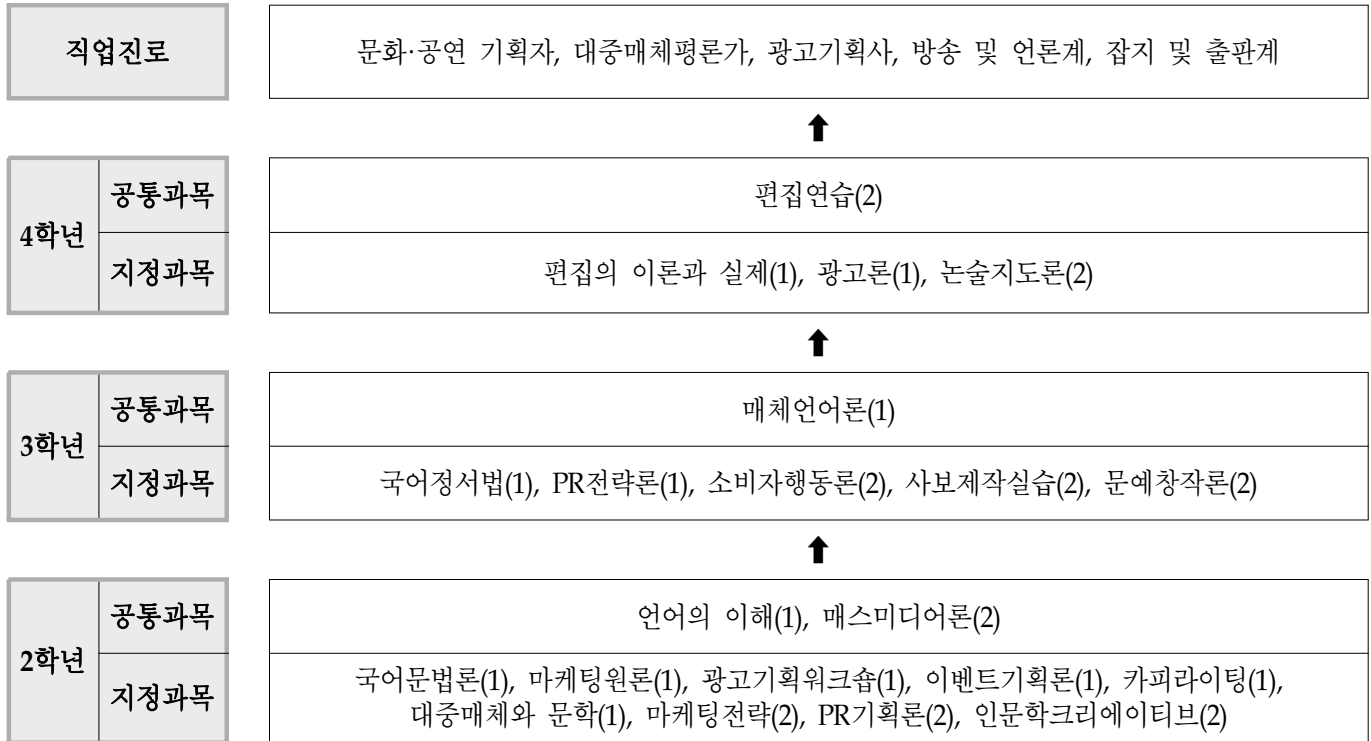 직업진로
문화·공연 기획자, 대중매체평론가, 광고기획사, 방송 및 언론계, 잡지 및 출판계
4학년
공통과목
편집연습(2)
지정과목
편집의 이론과 실제(1), 광고론(1), 논술지도론(2)
3학년
공통과목
매체언어론(1)
지정과목
국어정서법(1), PR전략론(1), 소비자행동론(2), 사보제작실습(2), 문예창작론(2)
2학년
공통과목
언어의 이해(1), 매스미디어론(2)
지정과목
국어문법론(1), 마케팅원론(1), 광고기획워크숍(1), 이벤트기획론(1), 카피라이팅(1),
대중매체와 문학(1), 마케팅전략(2), PR기획론(2), 인문학크리에이티브(2)